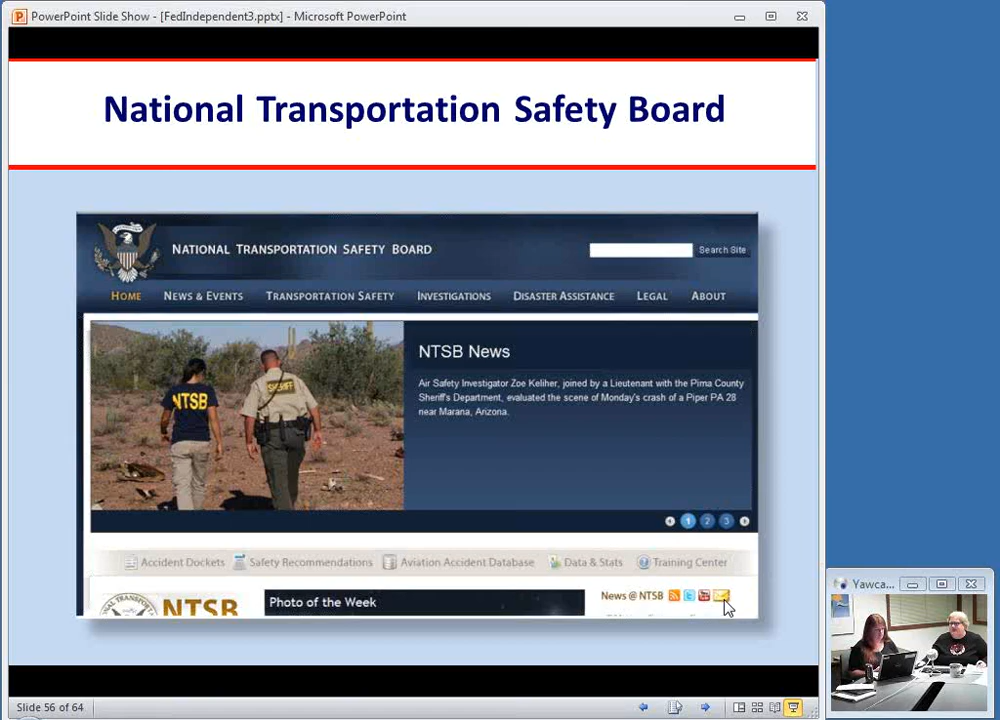 PowerPoint Slide Show - [FedIndependent3.pptx] - Microsoft PowerPoint
National Transportation Safety Board
NATIONAL TRANSPORTATION SAFETY BOARD
Search Site
HOME NEWS & EVENTS TRANSPORTATION SAFETY INVESTIGATIONS DISASTER ASSISTANCE LEGAL ABOUT
NTSB
SHERIFF
NTSB News
Air Safety Investigator Zoe Keliher, joined by a Lieutenant with the Pima County
Sheriff's Department, evaluated the scene of Monday's crash of a Piper PA 28
near Marana, Arizona.
1 2 3
Accident Dockets Safety Recommendations Aviation Accident Database Data & Stats Training Center
NTSB
Photo of the Week
News @ NTSB
Yawca...
Slide 56 of 64